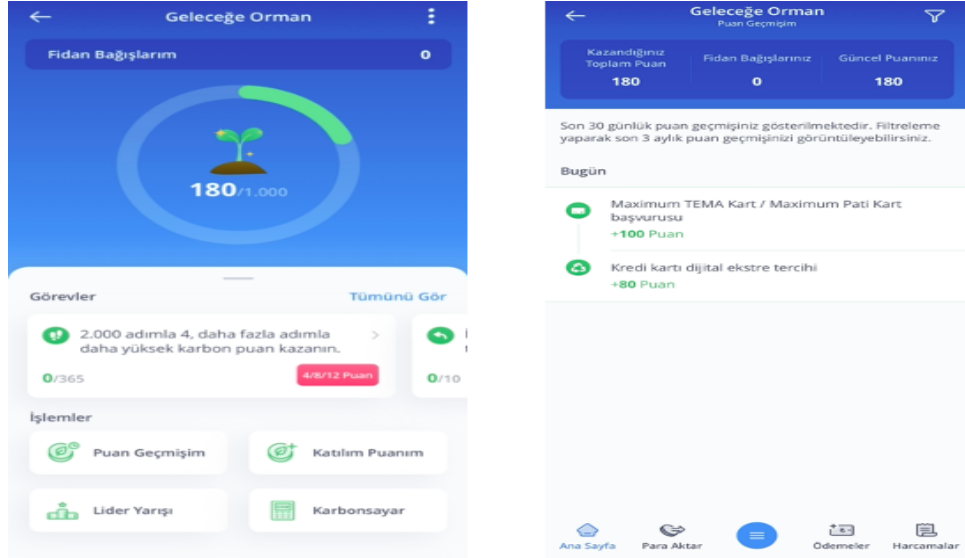 Geleceğe Orman
Fidan Bağışlarım 0
180/1.000
Görevler Tümünü Gör
2.000 adımla 4, daha fazla adımla
daha yüksek karbon puan kazanın.
0/365 4/8/12 Puan
0/10
İşlemler
Puan Geçmişim Katılım Puanım
Lider Yarışı Karbonsayar
Geleceğe Orman
Puan Geçmişim
Kazandığınız
Toplam Puan
180
Fidan Bağışlarınız
0
Güncel Puanınız
180
Son 30 günlük puan geçmişiniz gösterilmektedir. Filtreleme
yaparak son 3 aylık puan geçmişinizi görüntüleyebilirsiniz.
Bugün
Maximum TEMA Kart / Maximum Pati Kart
başvurusu
+100 Puan
Kredi kartı dijital ekstre tercihi
+80 Puan
Ana Sayfa Para Aktar Ödemeler Harcamalar